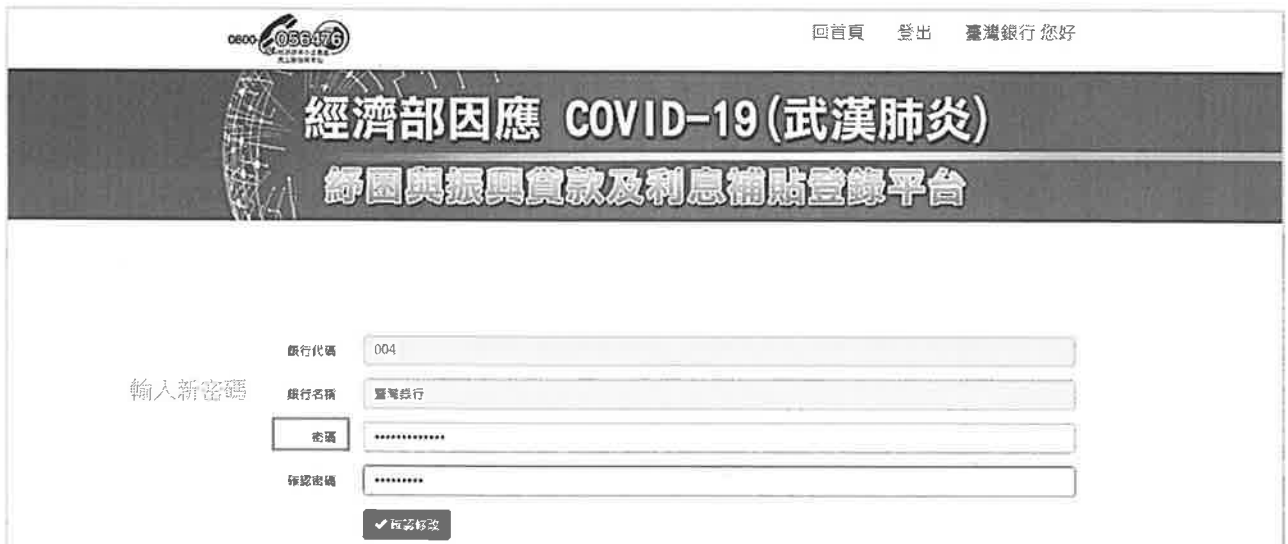 0800-056476
回首頁 登出 臺灣銀行 您好
經濟部因應 COVID-19(武漢肺炎)
紓困與振興貸款及利息補貼登錄平台
銀行代碼 004
輸入新密碼
銀行名稱 臺灣銀行
密碼 •••••••••••••
確認密碼 •••••••••
✔確認修改